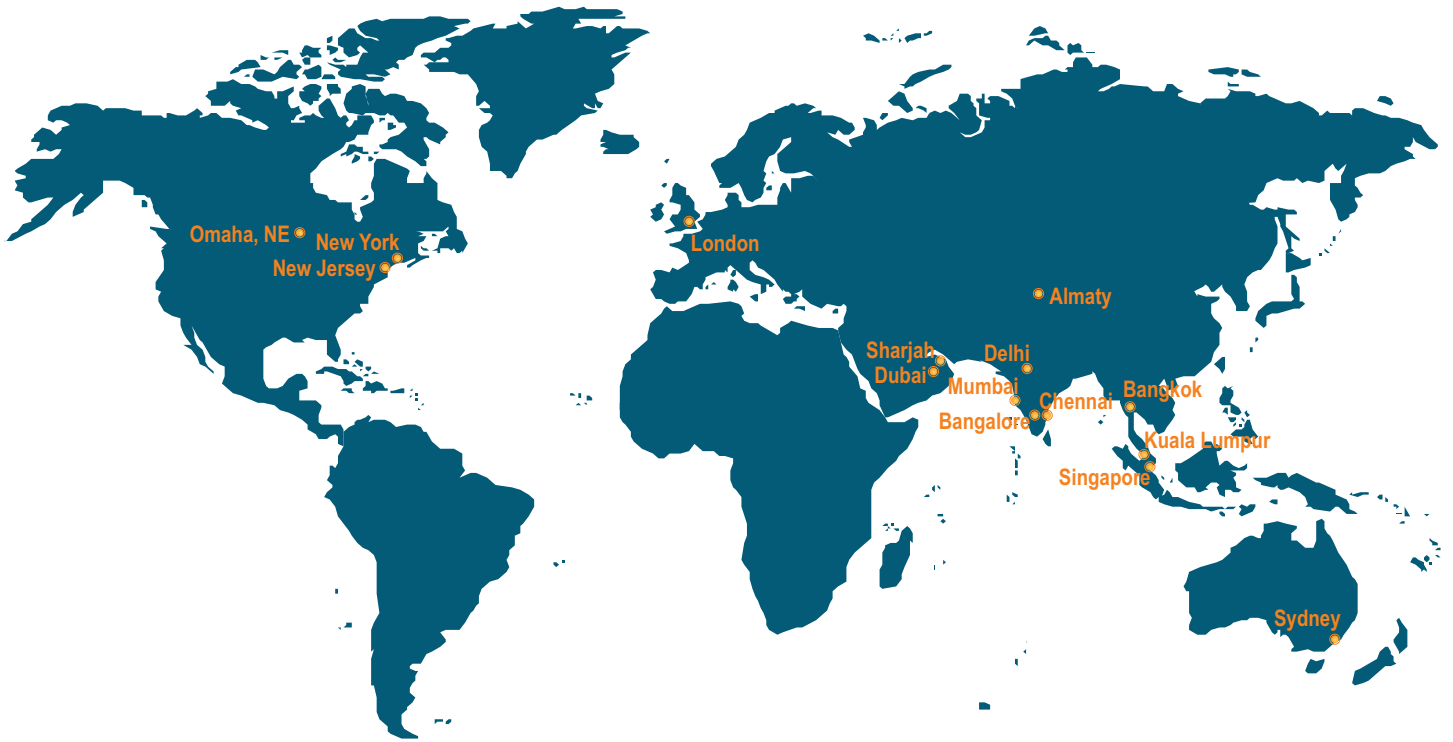 Omaha, NE
New York
New Jersey
London
Almaty
Sharjah
Dubai
Delhi
Mumbai
Chennai
Bangalore
Bangkok
Kuala Lumpur
Singapore
Sydney